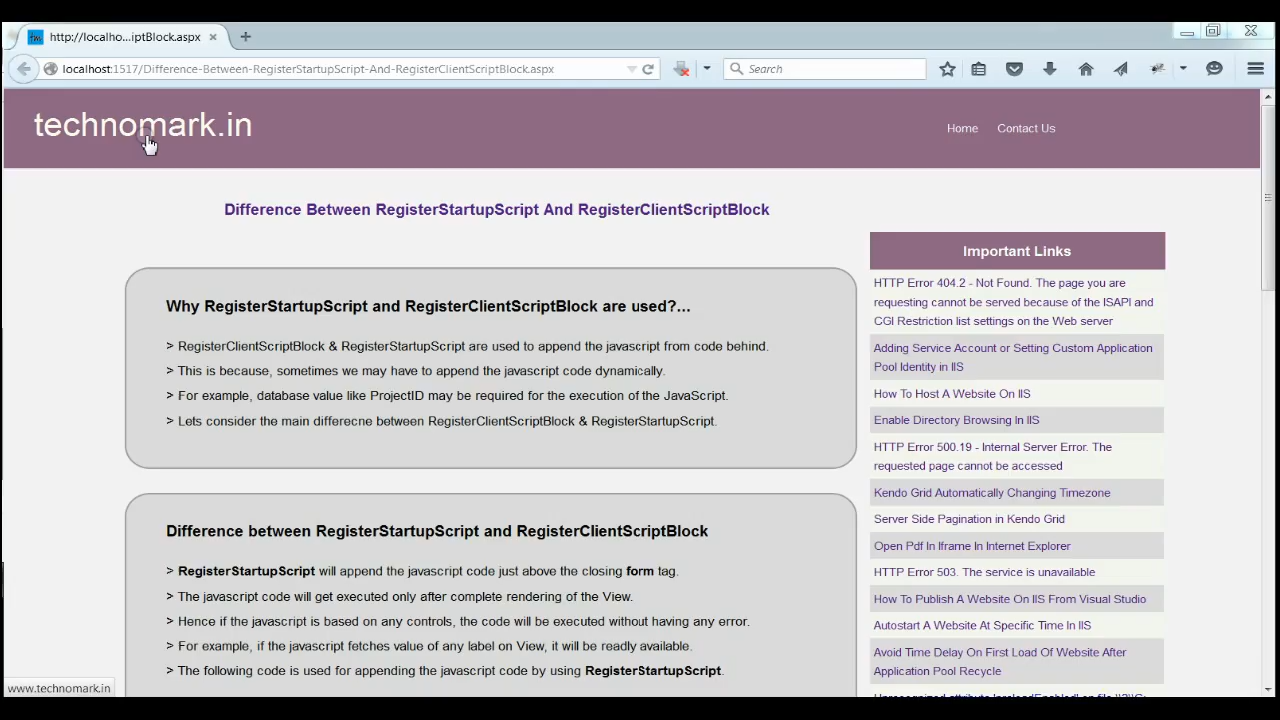 http://localho...iptBlock.aspx
localhost:1517/Difference-Between-RegisterStartupScript-And-RegisterClientScriptBlock.aspx
Search
technomark.in
Home
Contact Us
Difference Between RegisterStartupScript And RegisterClientScriptBlock
Why RegisterStartupScript and RegisterClientScriptBlock are used?...
> RegisterClientScriptBlock & RegisterStartupScript are used to append the javascript from code behind.
> This is because, sometimes we may have to append the javascript code dynamically.
> For example, database value like ProjectID may be required for the execution of the JavaScript.
> Lets consider the main differecne between RegisterClientScriptBlock & RegisterStartupScript.
Difference between RegisterStartupScript and RegisterClientScriptBlock
> RegisterStartupScript will append the javascript code just above the closing form tag.
> The javascript code will get executed only after complete rendering of the View.
> Hence if the javascript is based on any controls, the code will be executed without having any error.
> For example, if the javascript fetches value of any label on View, it will be readly available.
> The following code is used for appending the javascript code by using RegisterStartupScript.
Important Links
HTTP Error 404.2 - Not Found. The page you are
requesting cannot be served because of the ISAPI and
CGI Restriction list settings on the Web server
Adding Service Account or Setting Custom Application
Pool Identity in IIS
How To Host A Website On IIS
Enable Directory Browsing In IIS
HTTP Error 500.19 - Internal Server Error. The
requested page cannot be accessed
Kendo Grid Automatically Changing Timezone
Server Side Pagination in Kendo Grid
Open Pdf In Iframe In Internet Explorer
HTTP Error 503. The service is unavailable
How To Publish A Website On IIS From Visual Studio
Autostart A Website At Specific Time In IIS
Avoid Time Delay On First Load Of Website After
Application Pool Recycle
www.technomark.in